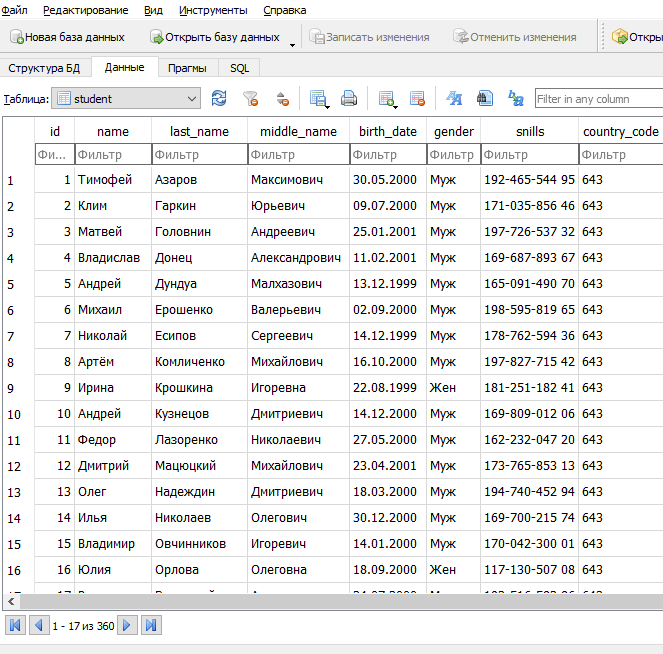 Файл Редактирование Вид Инструменты Справка
Новая база данных Открыть базу данных Записать изменения Отменить изменения Откры
Структура БД Данные Прагмы SQL
Таблица: student Filter in any column
id name last_name middle_name birth_date gender snills country_code
Фи... Фильтр Фильтр Фильтр Фильтр Фильтр Фильтр Фильтр
1 1 Тимофей Азаров Максимович 30.05.2000 Муж 192-465-544 95 643
2 2 Клим Гаркин Юрьевич 09.07.2000 Муж 171-035-856 46 643
3 3 Матвей Головнин Андреевич 25.01.2001 Муж 197-726-537 32 643
4 4 Владислав Донец Александрович 11.02.2001 Муж 169-687-893 67 643
5 5 Андрей Дундуа Малхазович 13.12.1999 Муж 165-091-490 70 643
6 6 Михаил Ерошенко Валерьевич 02.09.2000 Муж 198-595-819 65 643
7 7 Николай Есипов Сергеевич 14.12.1999 Муж 178-762-594 36 643
8 8 Артём Комличенко Михайлович 16.10.2000 Муж 197-827-715 42 643
9 9 Ирина Крошкина Игоревна 22.08.1999 Жен 181-251-182 41 643
10 10 Андрей Кузнецов Дмитриевич 14.12.2000 Муж 169-809-012 06 643
11 11 Федор Лазоренко Николаевич 27.05.2000 Муж 162-232-047 20 643
12 12 Дмитрий Мацюцкий Михайлович 23.04.2001 Муж 173-765-853 13 643
13 13 Олег Надеждин Дмитриевич 18.03.2000 Муж 194-740-452 94 643
14 14 Илья Николаев Олегович 30.12.2000 Муж 169-700-215 74 643
15 15 Владимир Овчинников Игоревич 14.01.2000 Муж 170-042-300 01 643
16 16 Юлия Орлова Олеговна 18.09.2000 Жен 117-130-507 08 643
1 - 17 из 360